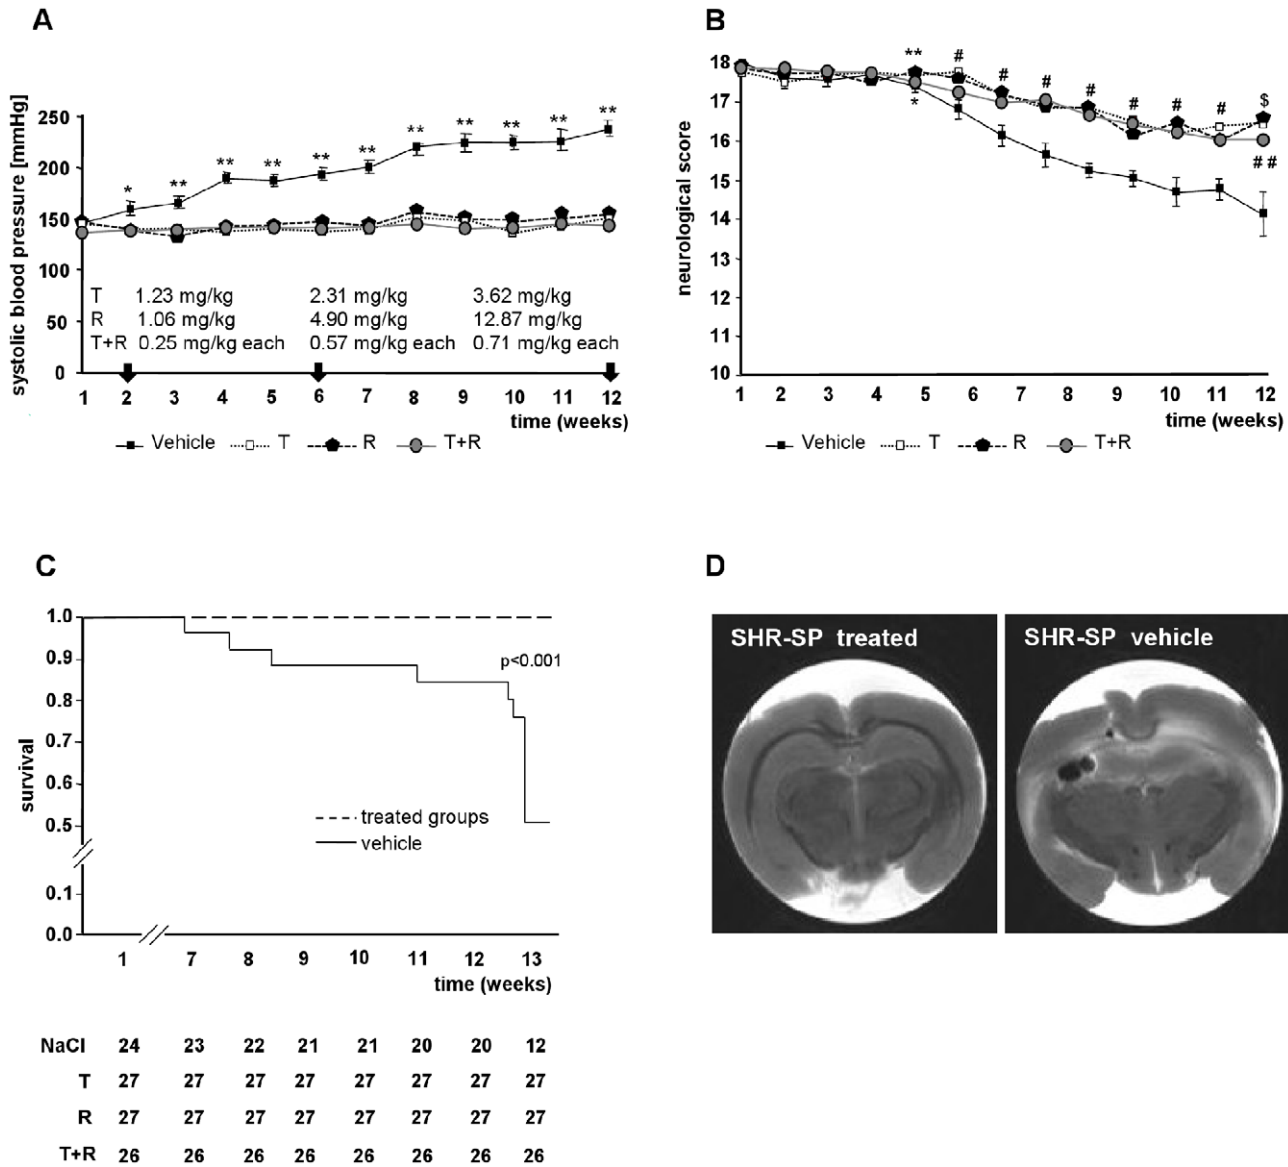 A
systolic blood pressure [mmHg]
250
200
150
100
50
0
* ** ** ** ** ** ** ** ** ** **
T 1.23 mg/kg 2.31 mg/kg 3.62 mg/kg
R 1.06 mg/kg 4.90 mg/kg 12.87 mg/kg
T+R 0.25 mg/kg each 0.57 mg/kg each 0.71 mg/kg each
1 2 3 4 5 6 7 8 9 10 11 12
time (weeks)
Vehicle T R T+R
B
neurological score
18
17
16
15
14
13
12
11
10
** # # # # # # # $
*
##
1 2 3 4 5 6 7 8 9 10 11 12
time (weeks)
Vehicle T R T+R
C
survival
1.0
0.9
0.8
0.7
0.6
0.5
0.1
0.0
p<0.001
treated groups
vehicle
1 7 8 9 10 11 12 13
time (weeks)
NaCl 24 23 22 21 21 20 20 12
T 27 27 27 27 27 27 27 27
R 27 27 27 27 27 27 27 27
T+R 26 26 26 26 26 26 26 26
D
SHR-SP treated
SHR-SP vehicle